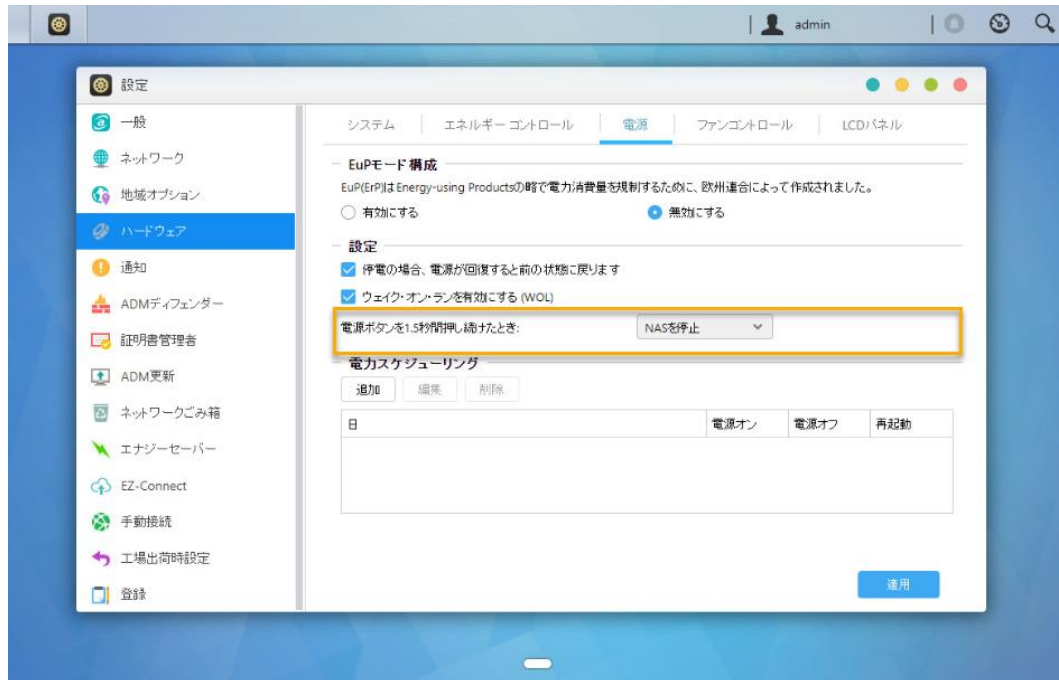 admin
設定
一般
ネットワーク
地域オプション
ハードウェア
通知
ADMディフェンダー
証明書管理者
ADM更新
ネットワークごみ箱
エナジーセーバー
EZ-Connect
手動接続
工場出荷時設定
登録
システム エネルギー コントロール 電源 ファンコントロール LCDパネル
EuPモード構成
EuP(ErP)は Energy-using Productsの略で電力消費量を規制するために、欧州連合によって作成されました。
有効にする 無効にする
設定
停電の場合、電源が回復すると前の状態に戻ります
ウェイク・オン・ランを有効にする (WOL)
電源ボタンを1.5秒間押し続けたとき: NASを停止
電力スケジューリング
追加 編集 削除
日 電源オン 電源オフ 再起動
適用